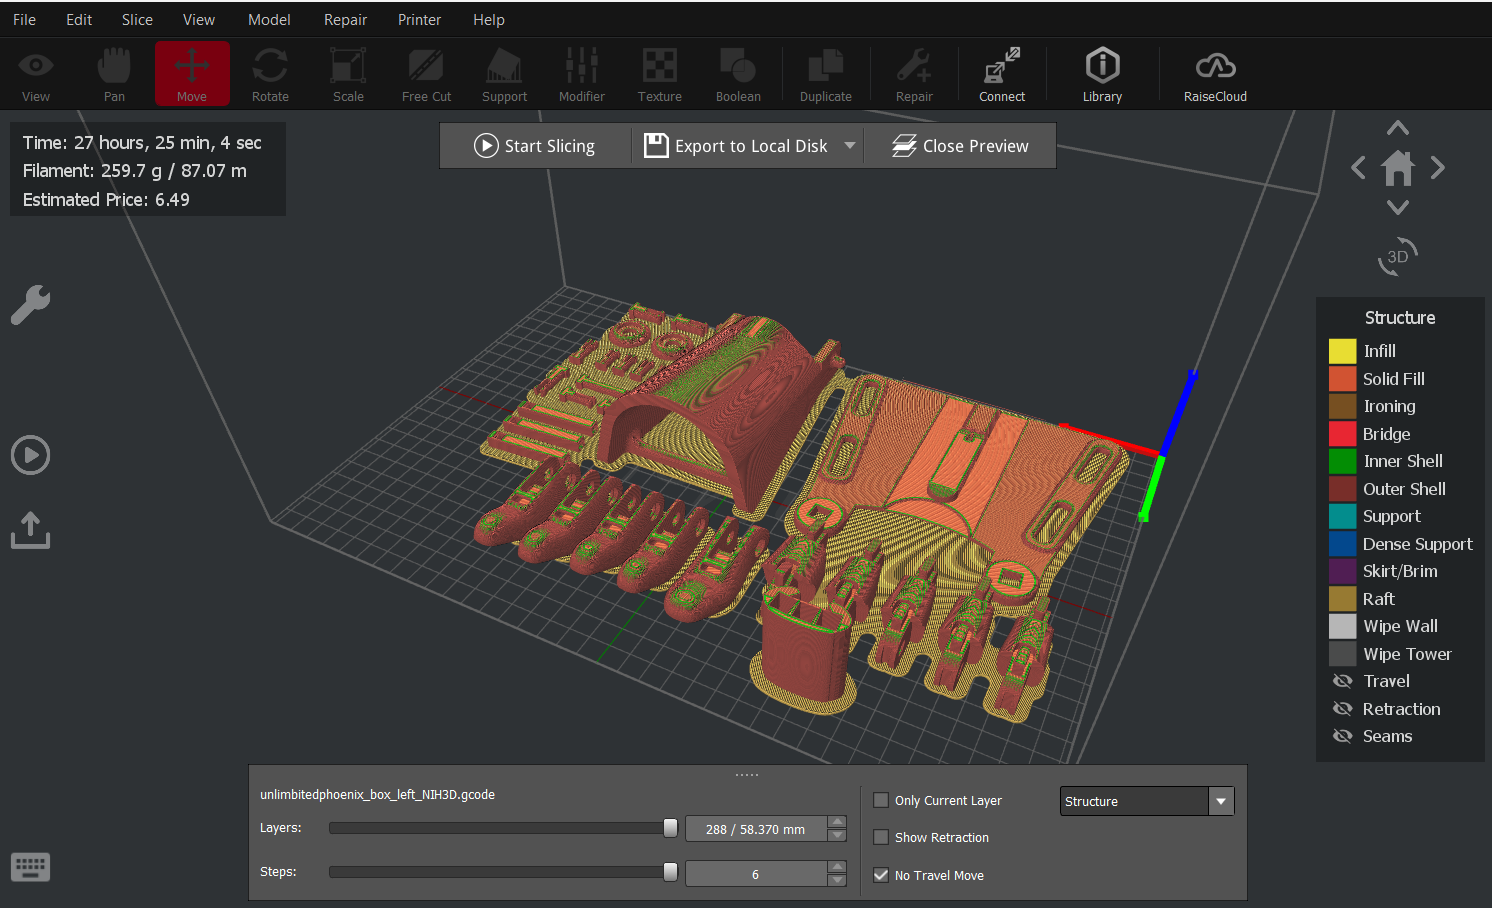 File Edit Slice View Model Repair Printer Help
View Pan Move Rotate Scale Free Cut Support Modifier Texture Boolean Duplicate Repair Connect Library RaiseCloud
Time: 27 hours, 25 min, 4 sec
Filament: 259.7 g / 87.07 m
Estimated Price: 6.49
Start Slicing Export to Local Disk Close Preview
3D
Structure
Infill
Solid Fill
Ironing
Bridge
Inner Shell
Outer Shell
Support
Dense Support
Skirt/Brim
Raft
Wipe Wall
Wipe Tower
Travel
Retraction
Seams
unlimbitedphoenix_box_left_NIH3D.gcode
Layers: 288 / 58.370 mm
Steps: 6
Only Current Layer
Show Retraction
No Travel Move
Structure